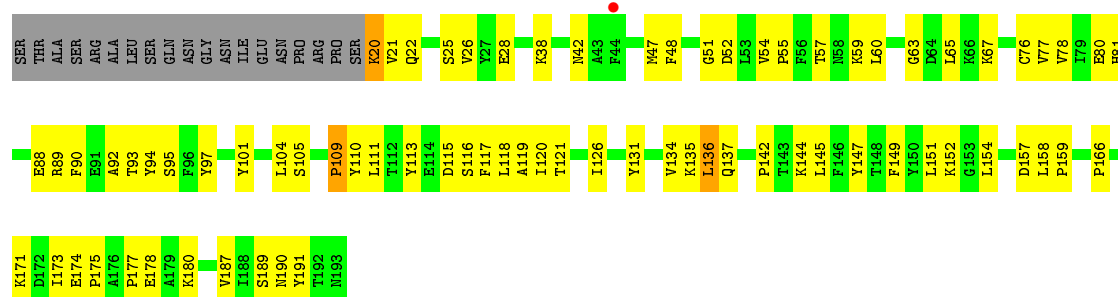 SER THR ALA SER ARG ALA LEU SER GLN ASN GLY ASN ILE GLU ASN PRO ARG PRO SER K20 V21 Q22 S25 V26 Y27 E28 K38 N42 A43 F44 M47 F48 G51 D52 L53 V54 P55 F56 T57 N58 K59 L60 G63 D64 L65 K66 K67 C76 V77 V78 I79 E80 H81
E88 R89 F90 E91 A92 T93 Y94 S95 F96 Y97 Y101 L104 S105 P109 Y110 L111 T112 Y113 E114 D115 S116 F117 L118 A119 I120 T121 I126 Y131 V134 K135 L136 Q137 P142 T143 K144 L145 F146 Y147 T148 F149 Y150 L151 K152 G153 L154 D157 L158 P159 P166
K171 D172 I173 E174 P175 A176 P177 E178 A179 K180 V187 I188 S189 N190 Y191 T192 N193